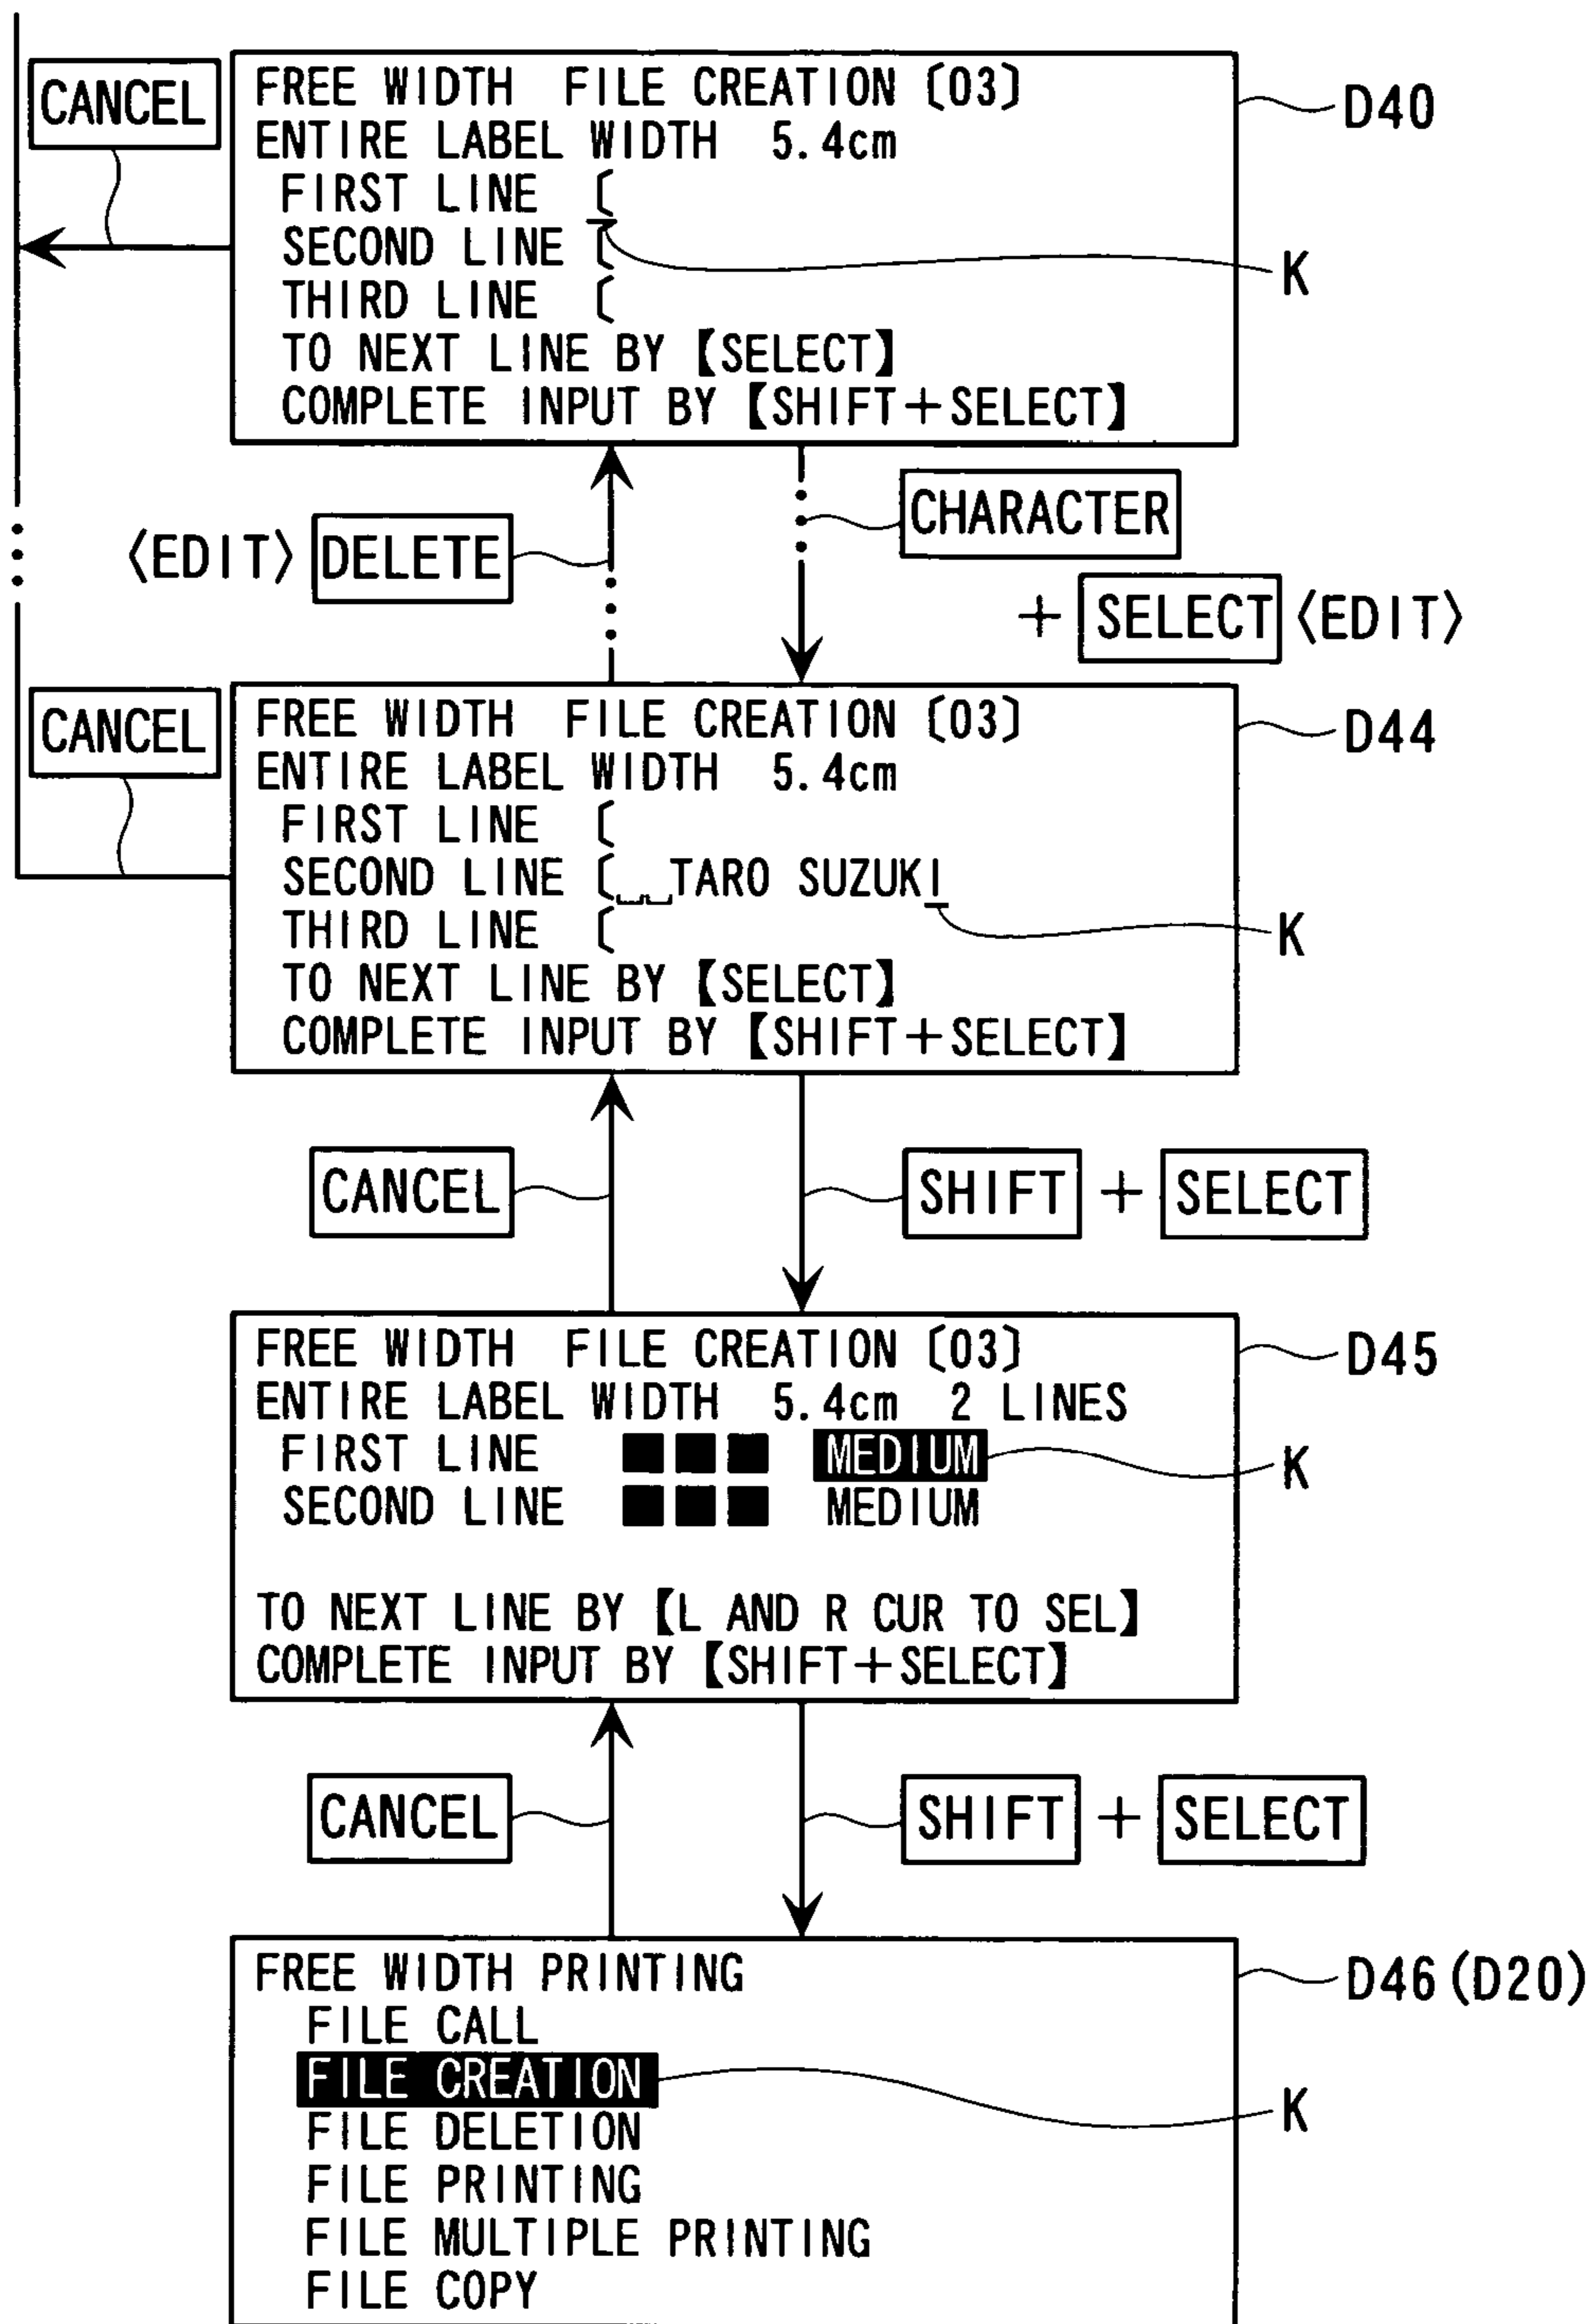 CANCEL
FREE WIDTH FILE CREATION 〔03〕
ENTIRE LABEL WIDTH 5.4cm
FIRST LINE 〔
SECOND LINE 〔
THIRD LINE 〔
TO NEXT LINE BY 【SELECT】
COMPLETE INPUT BY 【SHIFT+SELECT】
D40
K
〈EDIT〉 DELETE
CHARACTER
+ SELECT 〈EDIT〉
CANCEL
FREE WIDTH FILE CREATION 〔03〕
ENTIRE LABEL WIDTH 5.4cm
FIRST LINE 〔
SECOND LINE 〔␣␣TARO SUZUKI
THIRD LINE 〔
TO NEXT LINE BY 【SELECT】
COMPLETE INPUT BY 【SHIFT+SELECT】
D44
K
CANCEL
SHIFT + SELECT
FREE WIDTH FILE CREATION 〔03〕
ENTIRE LABEL WIDTH 5.4cm 2 LINES
FIRST LINE ■■■ MEDIUM
SECOND LINE ■■■ MEDIUM
TO NEXT LINE BY 【L AND R CUR TO SEL】
COMPLETE INPUT BY 【SHIFT+SELECT】
D45
K
CANCEL
SHIFT + SELECT
FREE WIDTH PRINTING
FILE CALL
FILE CREATION
FILE DELETION
FILE PRINTING
FILE MULTIPLE PRINTING
FILE COPY
D46(D20)
K